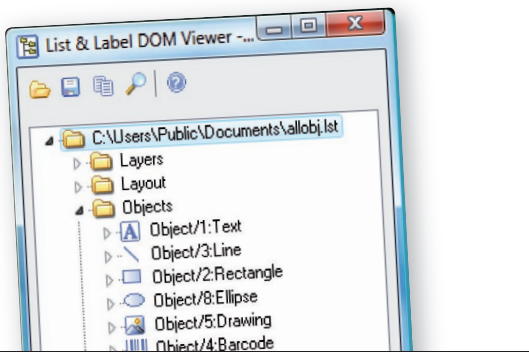 List & Label DOM Viewer -...
C:\Users\Public\Documents\allobj.lst
Layers
Layout
Objects
Object/1:Text
Object/3:Line
Object/2:Rectangle
Object/8:Ellipse
Object/5:Drawing
Object/4:Barcode